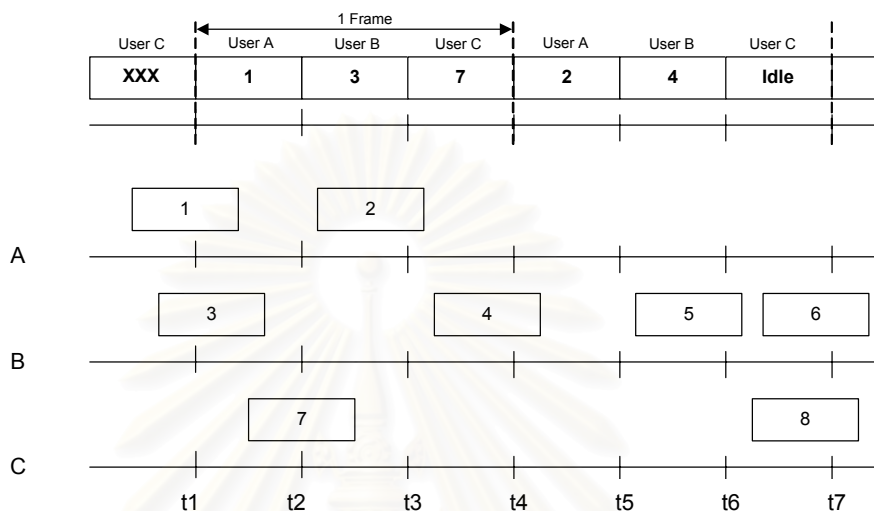 1 Frame
User C User A User B User C User A User B User C
XXX 1 3 7 2 4 Idle
1 2
A
3 4 5 6
B
7 8
C
t1 t2 t3 t4 t5 t6 t7